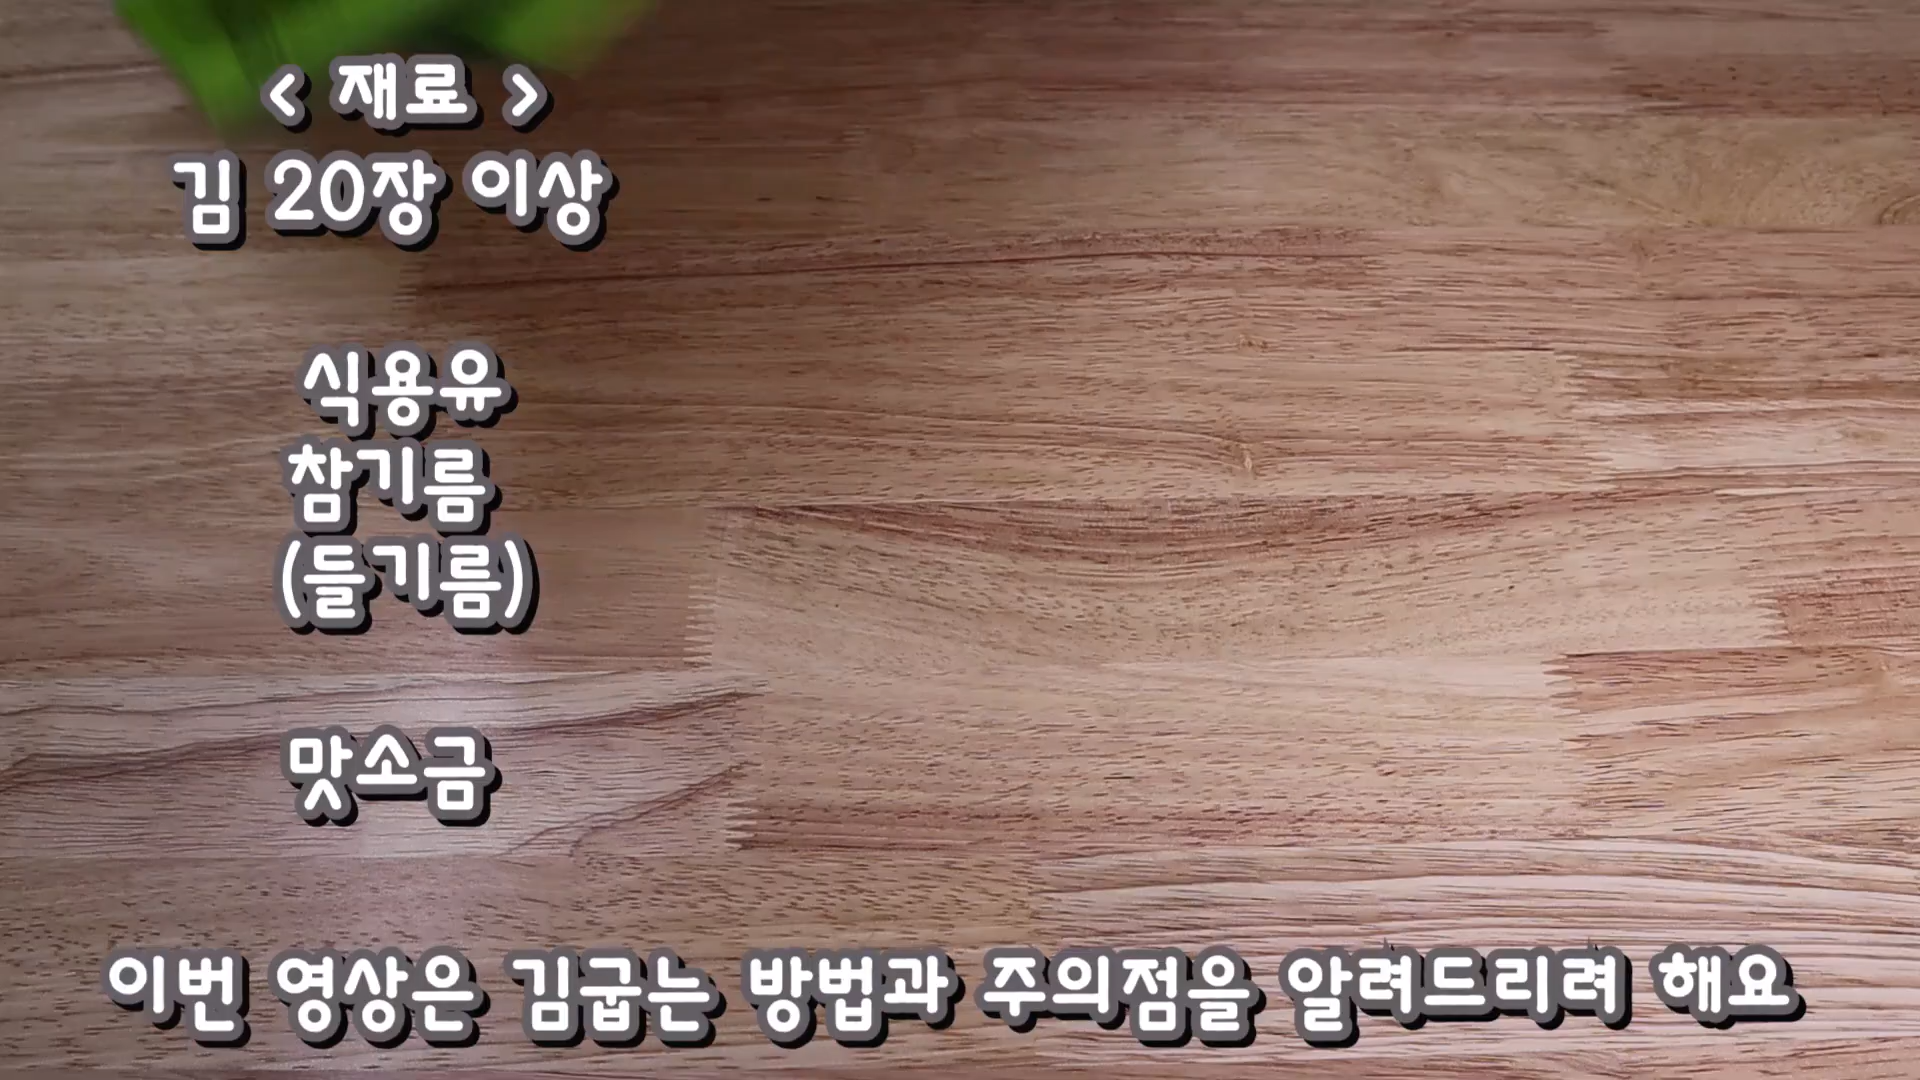 < 재료 >
김 20장 이상
식용유
참기름
(들기름)
맛소금
이번 영상은 김굽는 방법과 주의점을 알려드리려 해요